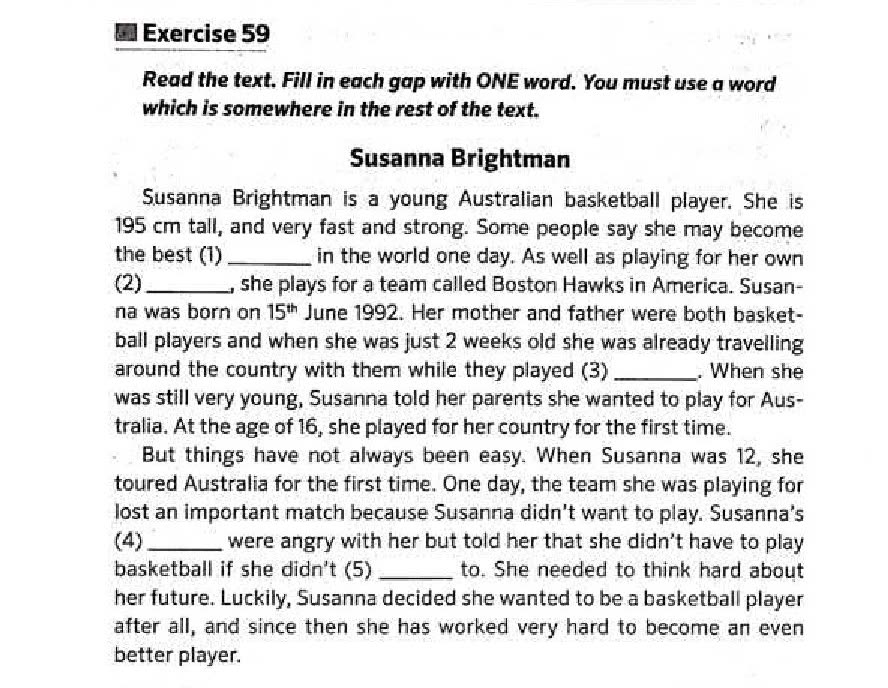 Exercise 59
Read the text. Fill in each gap with ONE word. You must use a word
which is somewhere in the rest of the text.
Susanna Brightman
Susanna Brightman is a young Australian basketball player. She is
195 cm tall, and very fast and strong. Some people say she may become
the best (1) ________ in the world one day. As well as playing for her own
(2) ________, she plays for a team called Boston Hawks in America. Susan-
na was born on 15th June 1992. Her mother and father were both basket-
ball players and when she was just 2 weeks old she was already travelling
around the country with them while they played (3) ________. When she
was still very young, Susanna told her parents she wanted to play for Aus-
tralia. At the age of 16, she played for her country for the first time.
But things have not always been easy. When Susanna was 12, she
toured Australia for the first time. One day, the team she was playing for
lost an important match because Susanna didn't want to play. Susanna's
(4) _______ were angry with her but told her that she didn't have to play
basketball if she didn't (5) _______ to. She needed to think hard about
her future. Luckily, Susanna decided she wanted to be a basketball player
after all, and since then she has worked very hard to become an even
better player.